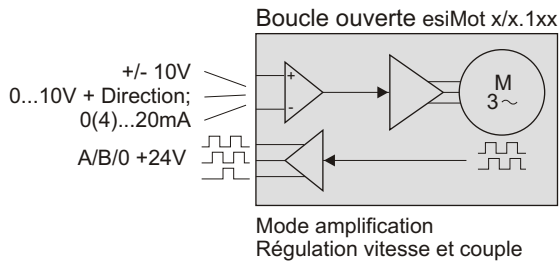 Boucle ouverte esiMot x/x.1xx
+/- 10V
0...10V + Direction;
0(4)...20mA
A/B/0 +24V
+
-
M
3~
Mode amplification
Régulation vitesse et couple